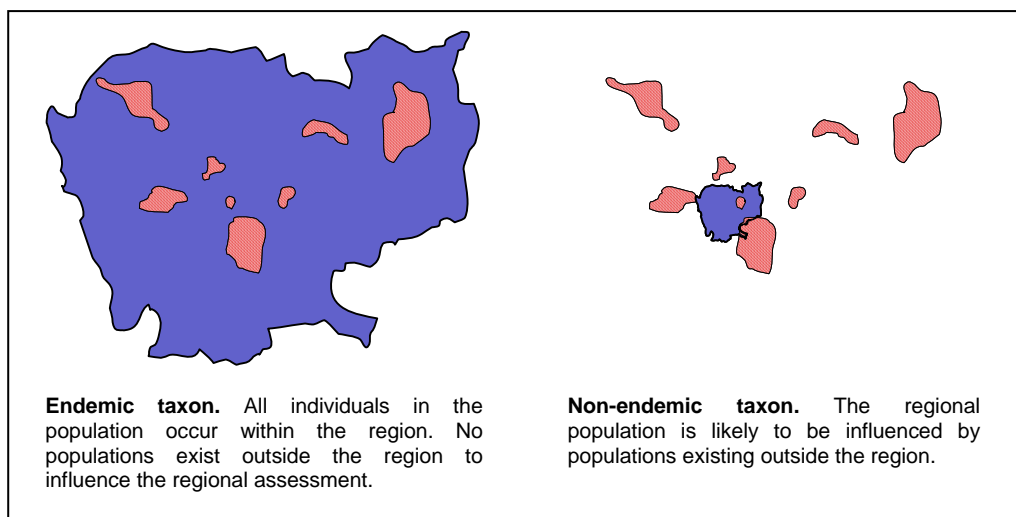 Endemic taxon. All individuals in the
population occur within the region. No
populations exist outside the region to
influence the regional assessment.
Non-endemic taxon. The regional
population is likely to be influenced by
populations existing outside the region.